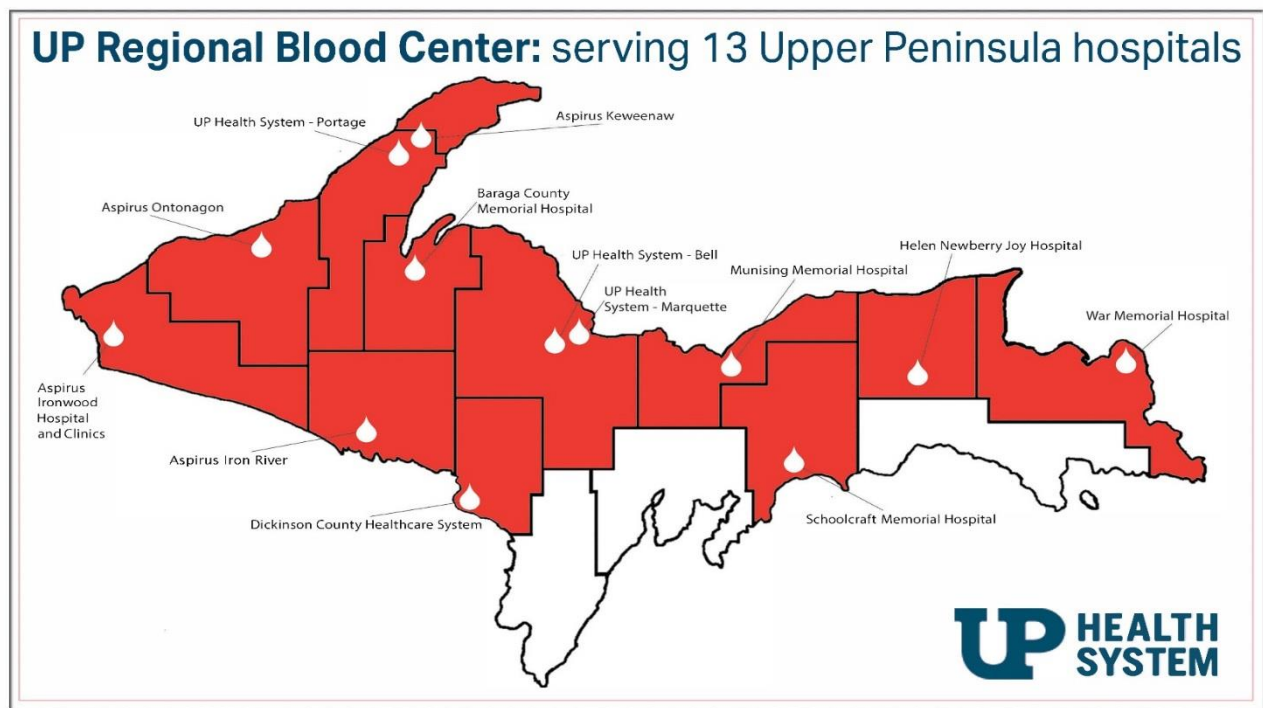 UP Regional Blood Center: serving 13 Upper Peninsula hospitals
UP Health System - Portage
Aspirus Keweenaw
Aspirus Ontonagon
Baraga County
Memorial Hospital
UP Health System - Bell
UP Health
System - Marquette
Munising Memorial Hospital
Helen Newberry Joy Hospital
War Memorial Hospital
Aspirus
Ironwood
Hospital
and Clinics
Aspirus Iron River
Dickinson County Healthcare System
Schoolcraft Memorial Hospital
UP HEALTH
SYSTEM